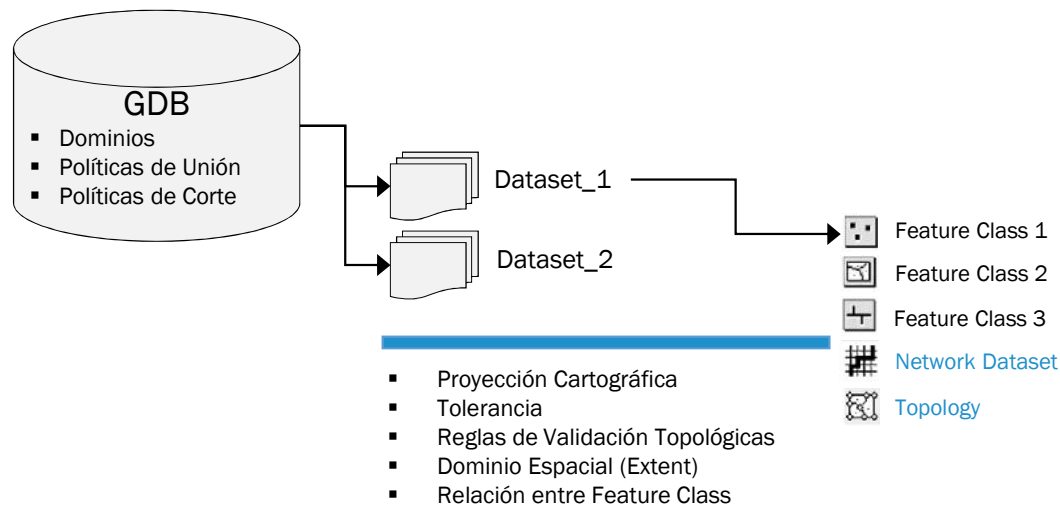 GDB
▪ Dominios
▪ Políticas de Unión
▪ Políticas de Corte
Dataset_1
Dataset_2
Feature Class 1
Feature Class 2
Feature Class 3
Network Dataset
Topology
▪ Proyección Cartográfica
▪ Tolerancia
▪ Reglas de Validación Topológicas
▪ Dominio Espacial (Extent)
▪ Relación entre Feature Class